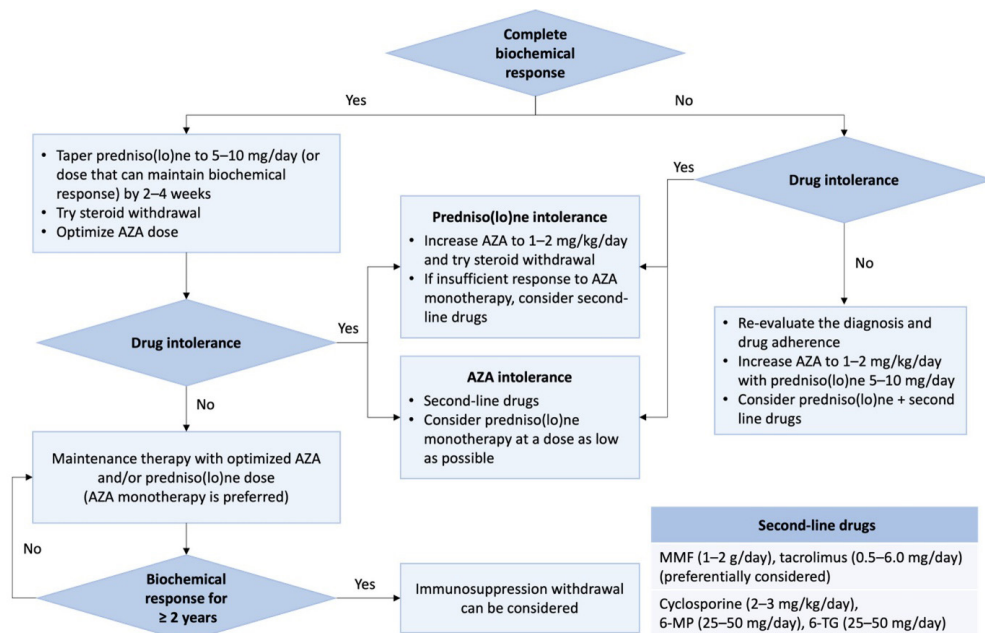 Complete
biochemical
response
Yes
No
• Taper predniso(lo)ne to 5–10 mg/day (or
dose that can maintain biochemical
response) by 2–4 weeks
• Try steroid withdrawal
• Optimize AZA dose
Yes
Drug intolerance
Predniso(lo)ne intolerance
• Increase AZA to 1–2 mg/kg/day
and try steroid withdrawal
• If insufficient response to AZA
monotherapy, consider second-
line drugs
No
Drug intolerance
Yes
AZA intolerance
• Second-line drugs
• Consider predniso(lo)ne
monotherapy at a dose as low
as possible
• Re-evaluate the diagnosis and
drug adherence
• Increase AZA to 1–2 mg/kg/day
with predniso(lo)ne 5–10 mg/day
• Consider predniso(lo)ne + second
line drugs
No
Maintenance therapy with optimized AZA
and/or predniso(lo)ne dose
(AZA monotherapy is preferred)
No
Biochemical
response for
≥ 2 years
Yes
Immunosuppression withdrawal
can be considered
Second-line drugs
MMF (1–2 g/day), tacrolimus (0.5–6.0 mg/day)
(preferentially considered)
Cyclosporine (2–3 mg/kg/day),
6-MP (25–50 mg/day), 6-TG (25–50 mg/day)